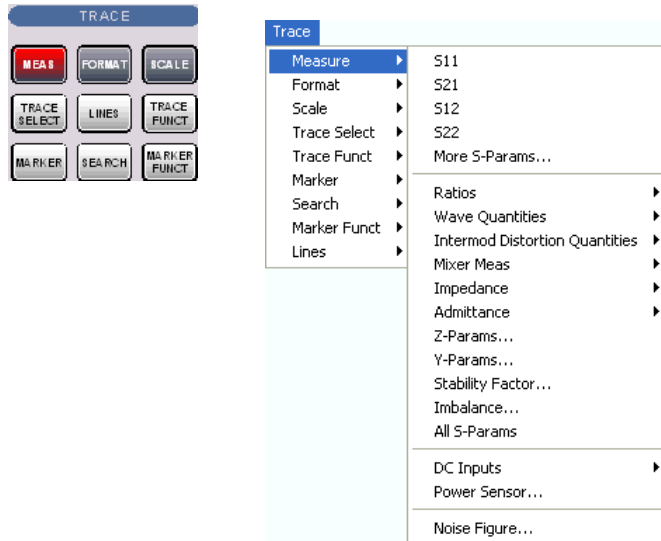 TRACE
MEAS
FORMAT
SCALE
TRACE
SELECT
LINES
TRACE
FUNCT
MARKER
SEARCH
MARKER
FUNCT
Trace
Measure
Format
Scale
Trace Select
Trace Funct
Marker
Search
Marker Funct
Lines
S11
S21
S12
S22
More S-Params...
Ratios
Wave Quantities
Intermod Distortion Quantities
Mixer Meas
Impedance
Admittance
Z-Params...
Y-Params...
Stability Factor...
Imbalance...
All S-Params
DC Inputs
Power Sensor...
Noise Figure...